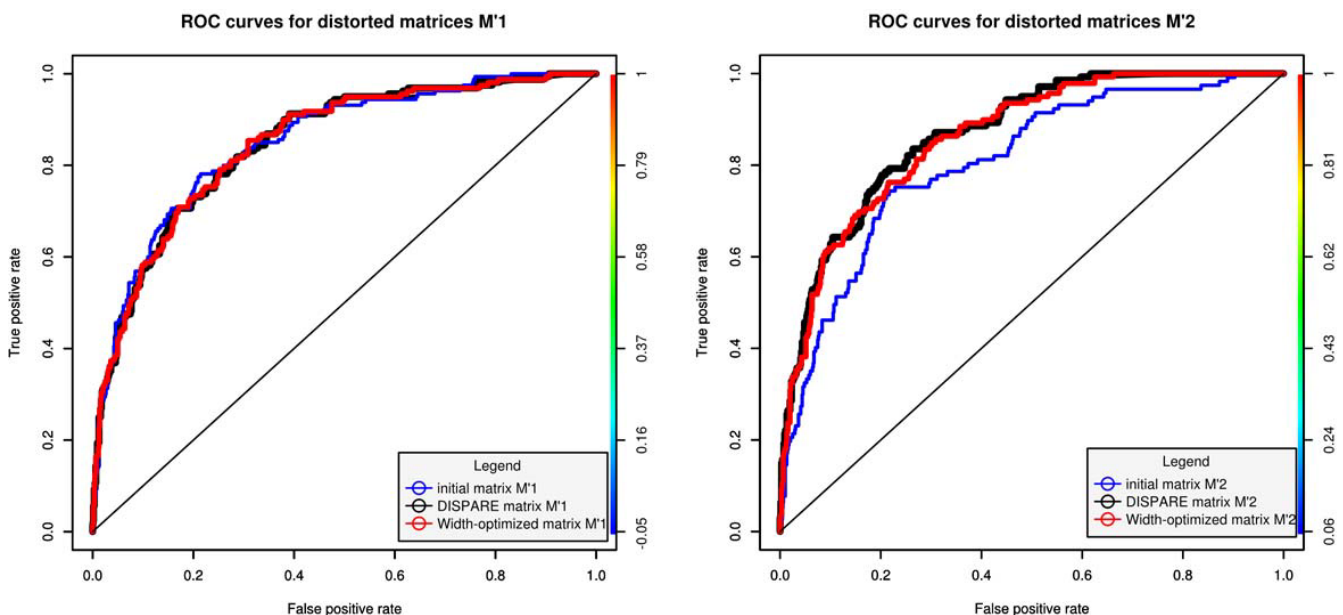 ROC curves for distorted matrices M'1
True positive rate
1.0
0.8
0.6
0.4
0.2
0.0
0.0
0.2
0.4
0.6
0.8
1.0
False positive rate
1
0.79
0.58
0.37
0.16
-0.05
Legend
initial matrix M'1
DISPARE matrix M'1
Width-optimized matrix M'1
ROC curves for distorted matrices M'2
True positive rate
1.0
0.8
0.6
0.4
0.2
0.0
0.0
0.2
0.4
0.6
0.8
1.0
False positive rate
1
0.81
0.62
0.43
0.24
0.06
Legend
initial matrix M'2
DISPARE matrix M'2
Width-optimized matrix M'2